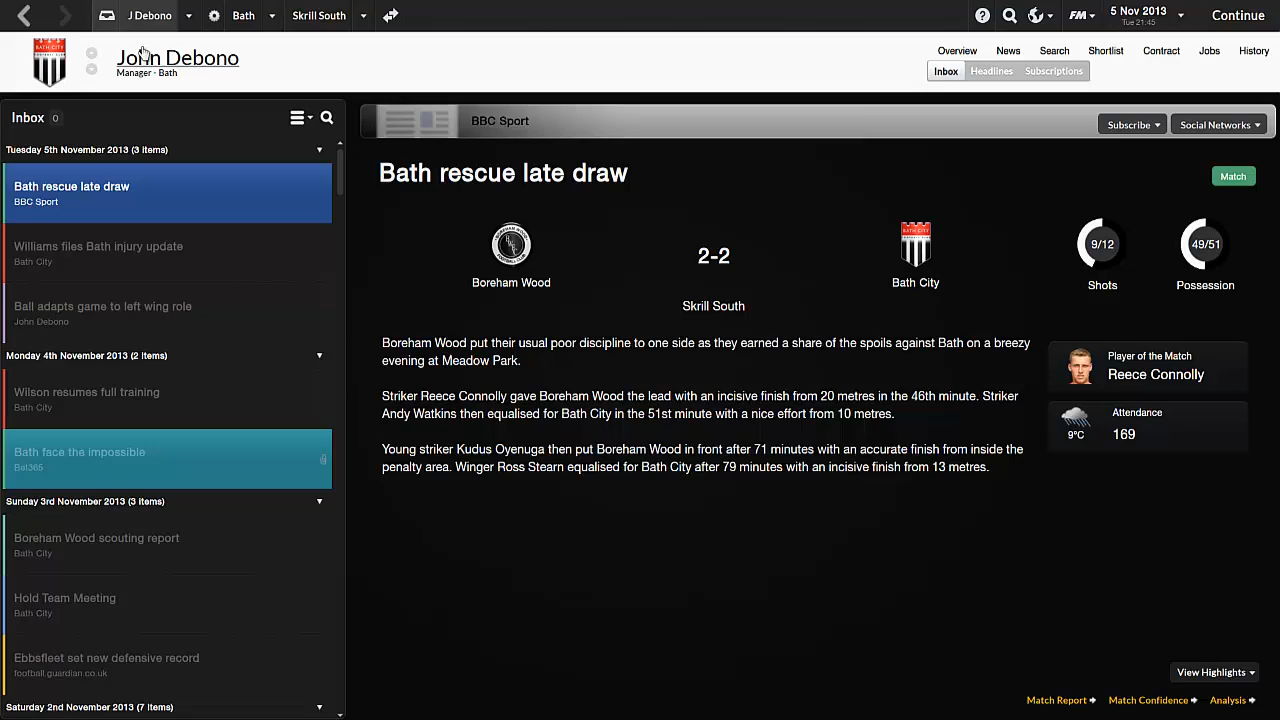 J Debono
Bath
Skrill South
FM
5 Nov 2013
Tue 21:45
Continue
BATH CITY
John Debono
Manager - Bath
Overview
News
Search
Shortlist
Contract
Jobs
History
Inbox
Headlines
Subscriptions
Inbox 0
Tuesday 5th November 2013 (3 Items)
Bath rescue late draw
BBC Sport
Williams files Bath injury update
Bath City
Ball adapts game to left wing role
John Debono
Monday 4th November 2013 (2 Items)
Wilson resumes full training
Bath City
Bath face the impossible
Bet365
Sunday 3rd November 2013 (3 Items)
Boreham Wood scouting report
Bath City
Hold Team Meeting
Bath City
Ebbsfleet set new defensive record
football.guardian.co.uk
Saturday 2nd November 2013 (7 Items)
BBC Sport
Subscribe
Social Networks
Bath rescue late draw
Match
Boreham Wood
2-2
BATH CITY
Bath City
Skrill South
9/12
Shots
49/51
Possession
Boreham Wood put their usual poor discipline to one side as they earned a share of the spoils against Bath on a breezy
evening at Meadow Park.
Striker Reece Connolly gave Boreham Wood the lead with an incisive finish from 20 metres in the 46th minute. Striker
Andy Watkins then equalised for Bath City in the 51st minute with a nice effort from 10 metres.
Young striker Kudus Oyenuga then put Boreham Wood in front after 71 minutes with an accurate finish from inside the
penalty area. Winger Ross Stearn equalised for Bath City after 79 minutes with an incisive finish from 13 metres.
Player of the Match
Reece Connolly
9°C
Attendance
169
View Highlights
Match Report
Match Confidence
Analysis